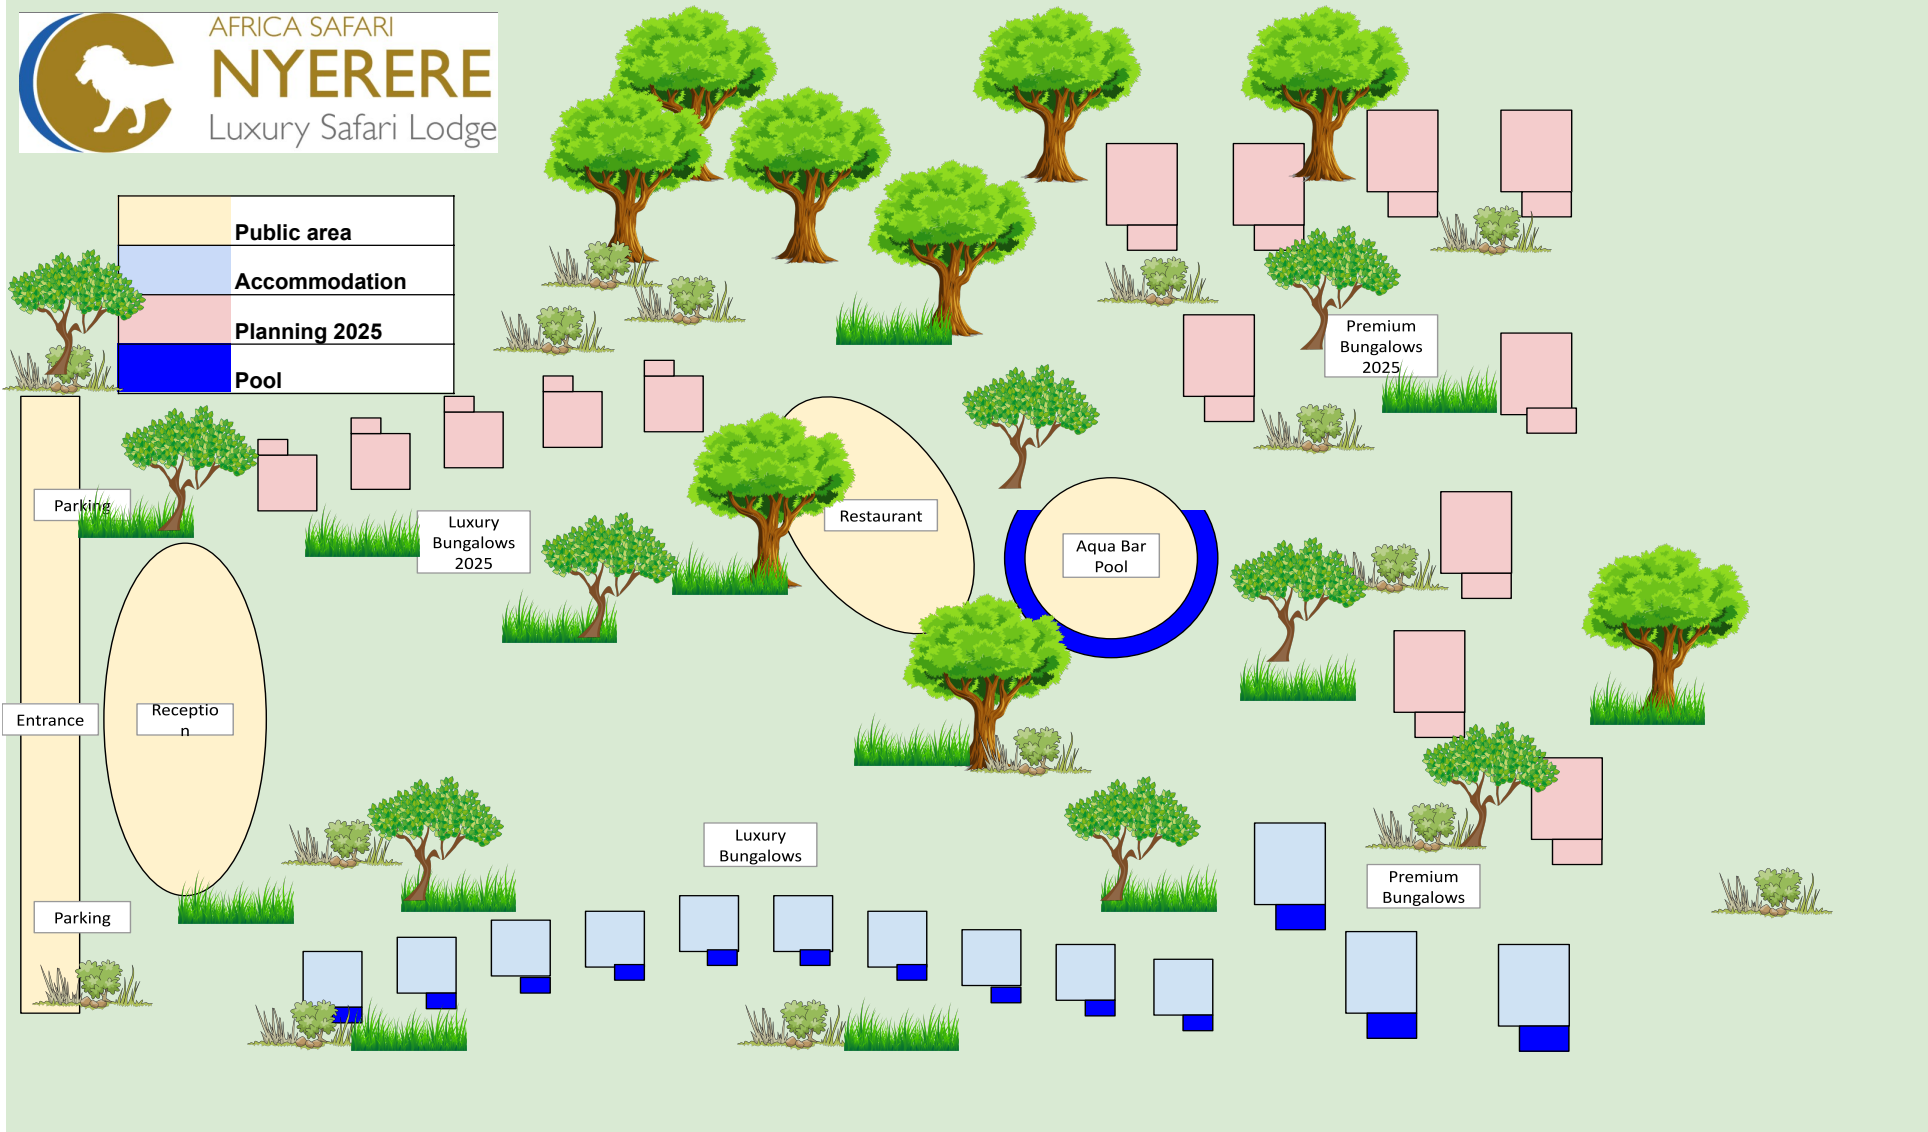 AFRICA SAFARI
NYERERE
Luxury Safari Lodge
Public area
Accommodation
Planning 2025
Pool
Premium
Bungalows
2025
Parking
Luxury
Bungalows
2025
Restaurant
Aqua Bar
Pool
Entrance
Receptio
n
Luxury
Bungalows
Premium
Bungalows
Parking